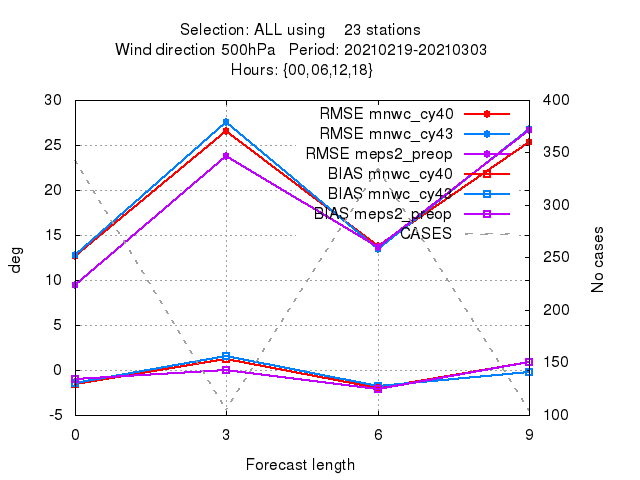 Selection: ALL using    23 stations
Wind direction 500hPa   Period: 20210219-20210303
Hours: {00,06,12,18}
30 400
RMSE mnwc_cy40
RMSE mnwc_cy43
25 350
RMSE meps2_preop
BIAS mnwc_cy40
20 300
BIAS mnwc_cy43
BIAS meps2_preop
15 250
CASES
10 200
5 150
0 100
-5
deg
No cases
0 3 6 9
Forecast length